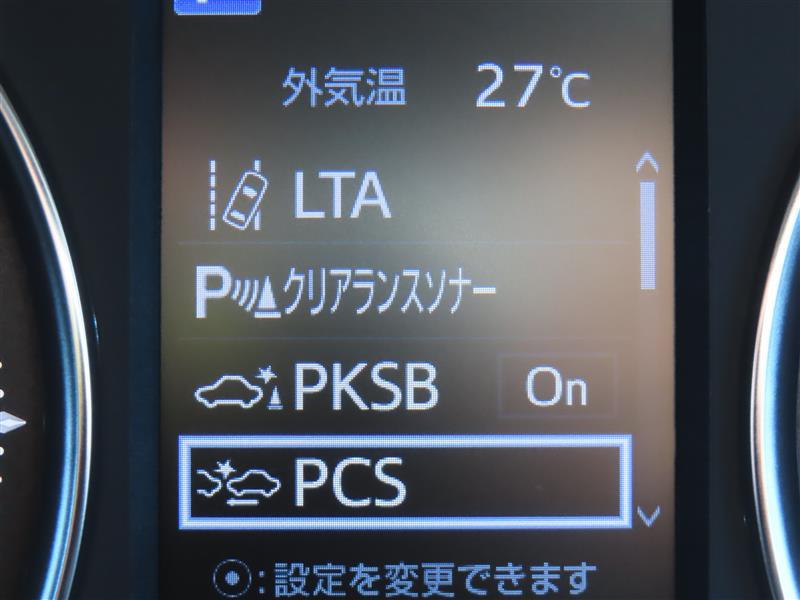 外気温 27℃
LTA
P クリアランスソナー
PKSB On
PCS
⦿:設定を変更できます